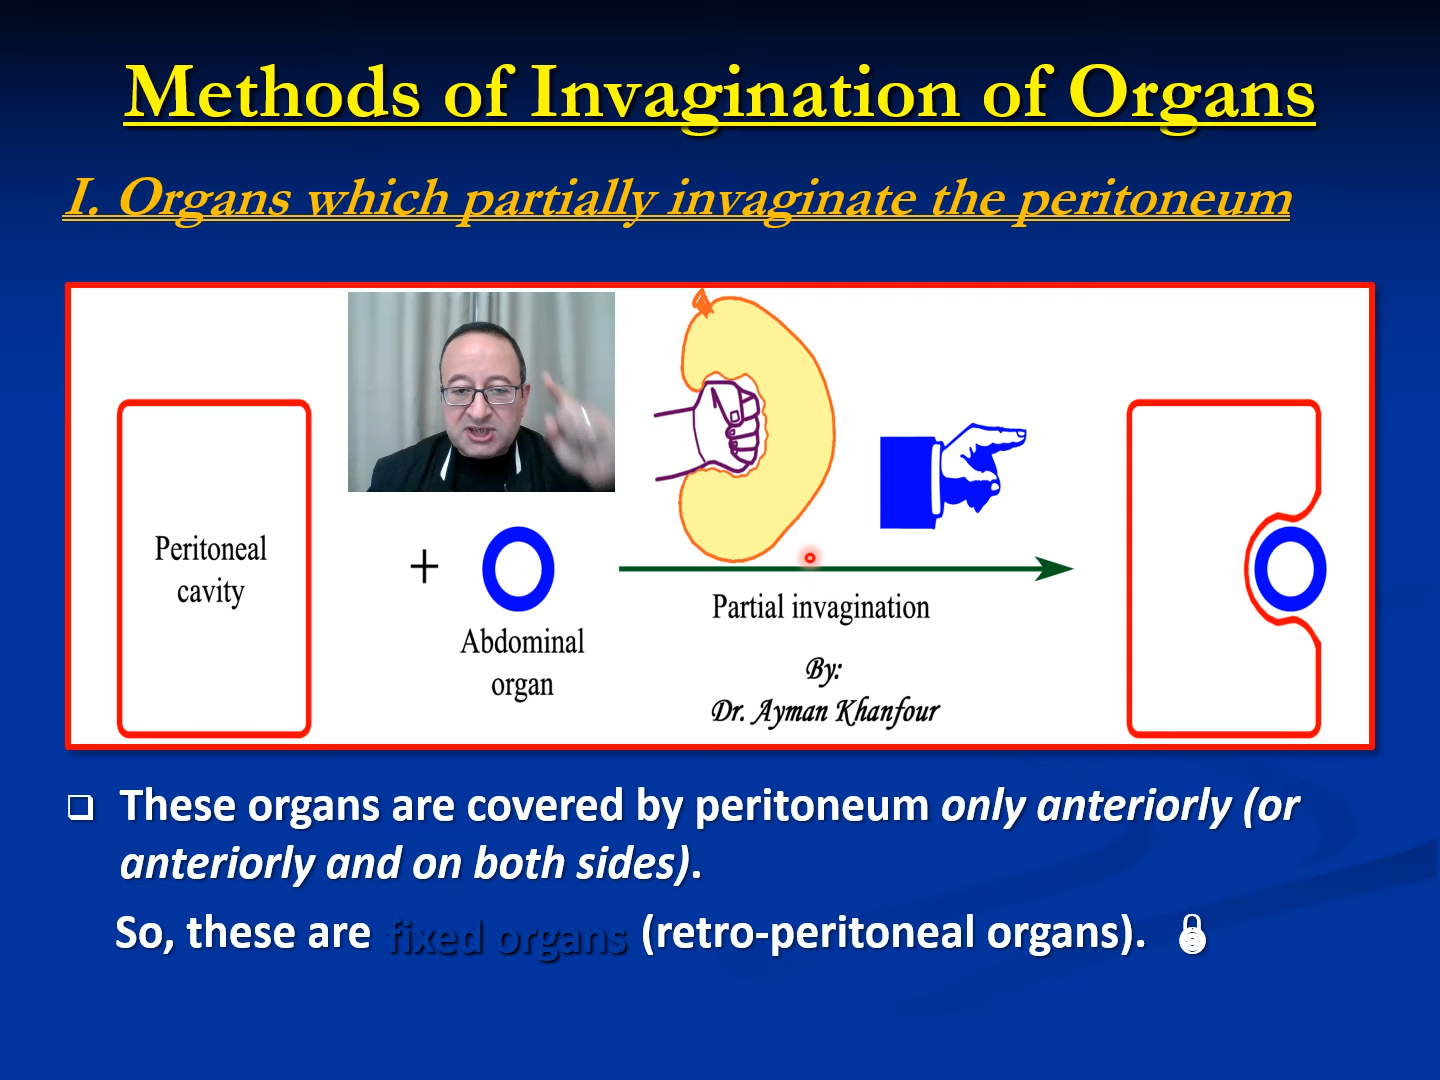 Methods of Invagination of Organs
I. Organs which partially invaginate the peritoneum
Peritoneal
cavity
+
Abdominal
organ
Partial invagination
By:
Dr. Ayman Khanfour
These organs are covered by peritoneum only anteriorly (or
anteriorly and on both sides).
So, these are fixed organs (retro-peritoneal organs).